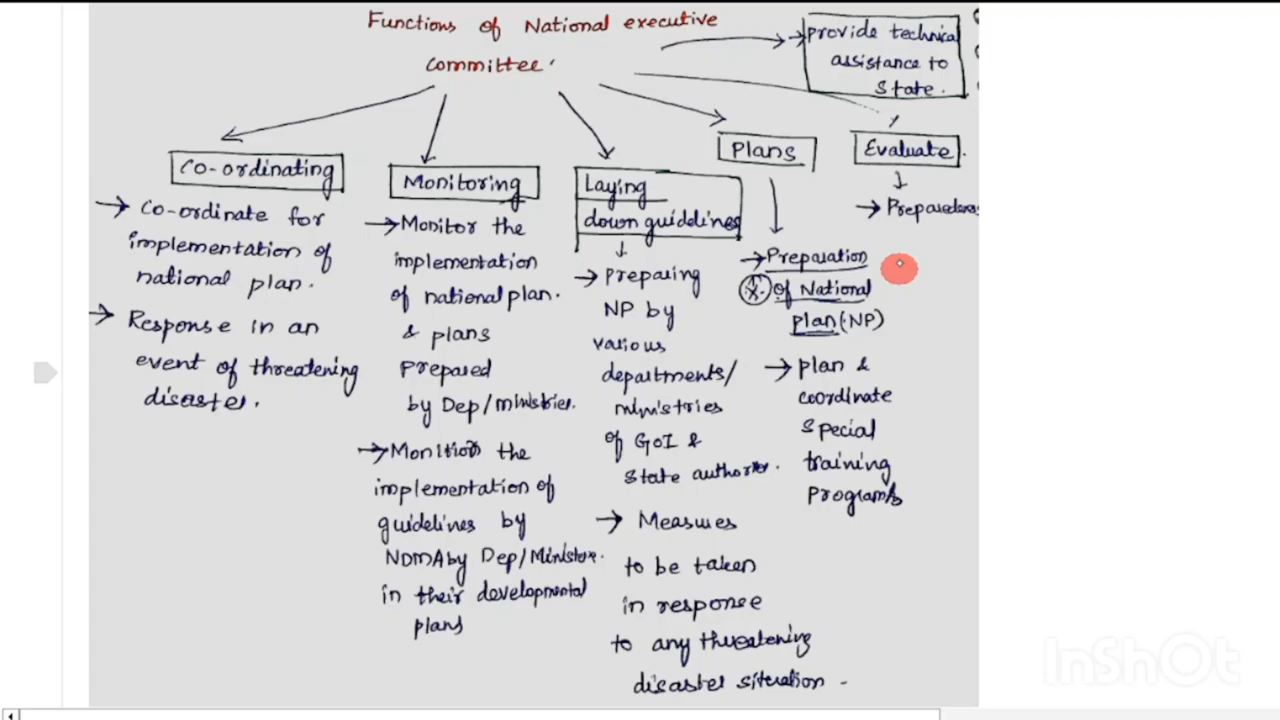 Functions of National executive
committee.
provide technical
assistance to
State.
Co-ordinating
→ Co-ordinate for
implementation of
national plan.
→ Response in an
event of threatening
disaster.
Monitoring
→ Monitor the
implementation
of national plan.
& plans
prepared
by Dep/ministries.
→ Monitior the
implementation of
guidelines by
NDMA by Dep/Minister.
in their developmental
plans
Laying
down guidelines
→ Preparing
NP by
various
departments/
ministries
of GOI &
State author
→ Measures
to be taken
in response
to any threatening
disaster situation -
Plans
→ Preparation
of National
plan (NP)
→ plan &
coordinate
special
training
programs
Evaluate.
→ Preparedness
InShOt